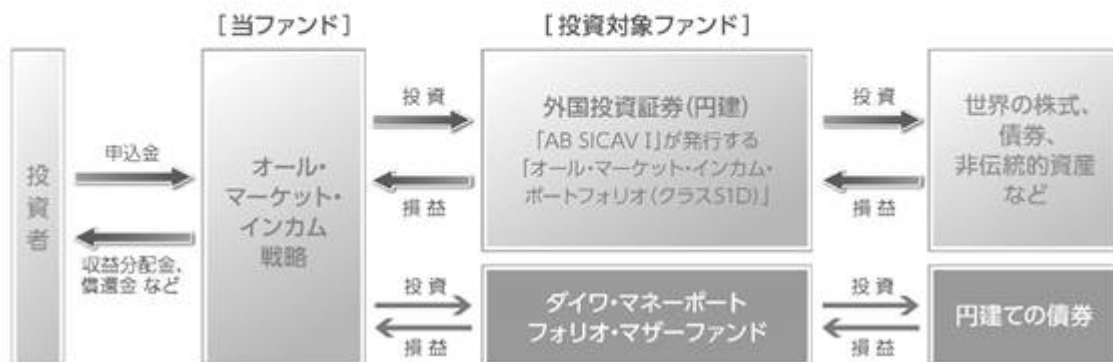 [当ファンド]
[投資対象ファンド]
投資者
申込金
収益分配金、
償還金 など
オール・
マーケット・
インカム
戦略
投資
損益
外国投資証券(円建)
「AB SICAV I」が発行する
「オール・マーケット・インカム・
ポートフォリオ(クラスS1D)」
投資
損益
世界の株式、
債券、
非伝統的資産
など
投資
損益
ダイワ・マネーポート
フォリオ・マザーファンド
投資
損益
円建ての債券